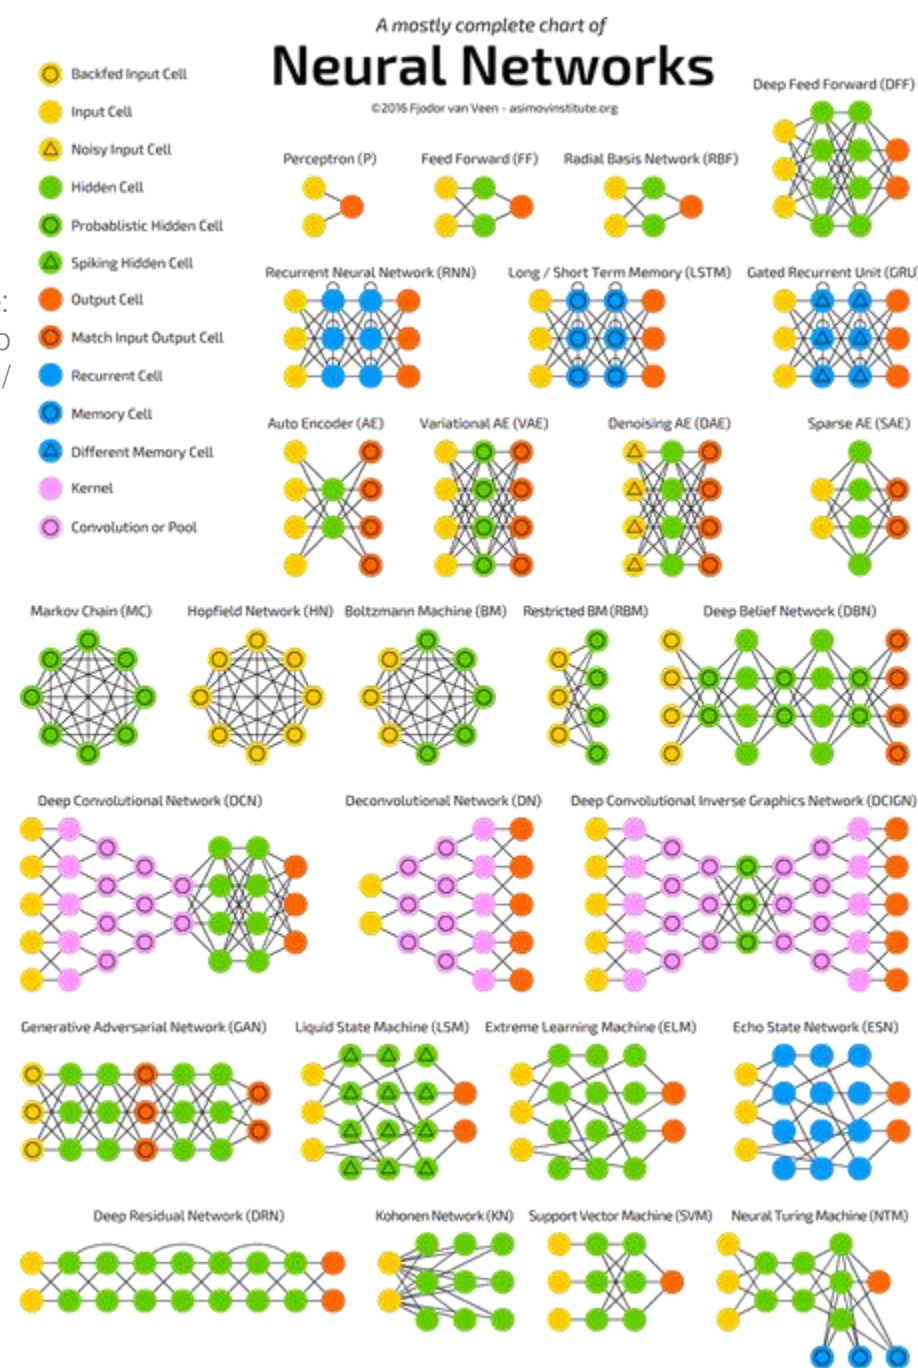 A mostly complete chart of
Neural Networks
©2016 Fjodor van Veen - asimovinstitute.org
Backfed Input Cell
Input Cell
Noisy Input Cell
Hidden Cell
Probablistic Hidden Cell
Spiking Hidden Cell
Output Cell
Match Input Output Cell
Recurrent Cell
Memory Cell
Different Memory Cell
Kernel
Convolution or Pool
Deep Feed Forward (DFF)
Perceptron (P)
Feed Forward (FF)
Radial Basis Network (RBF)
Recurrent Neural Network (RNN)
Long / Short Term Memory (LSTM)
Gated Recurrent Unit (GRU)
Auto Encoder (AE)
Variational AE (VAE)
Denoising AE (DAE)
Sparse AE (SAE)
Markov Chain (MC)
Hopfield Network (HN)
Boltzmann Machine (BM)
Restricted BM (RBM)
Deep Belief Network (DBN)
Deep Convolutional Network (DCN)
Deconvolutional Network (DN)
Deep Convolutional Inverse Graphics Network (DCIGN)
Generative Adversarial Network (GAN)
Liquid State Machine (LSM)
Extreme Learning Machine (ELM)
Echo State Network (ESN)
Deep Residual Network (DRN)
Kohonen Network (KN)
Support Vector Machine (SVM)
Neural Turing Machine (NTM)